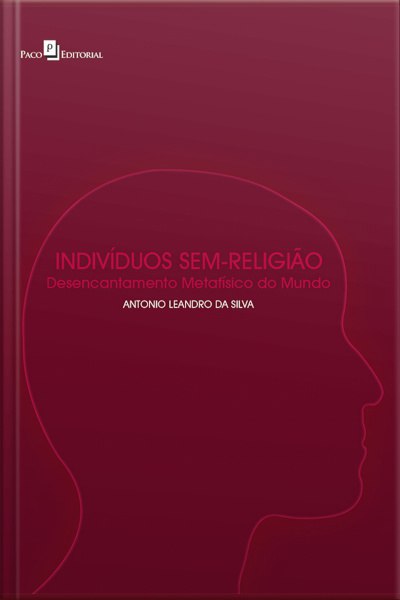 PACO EDITORIAL
INDIVÍDUOS SEM-RELIGIÃO
Desencantamento Metafísico do Mundo
ANTONIO LEANDRO DA SILVA